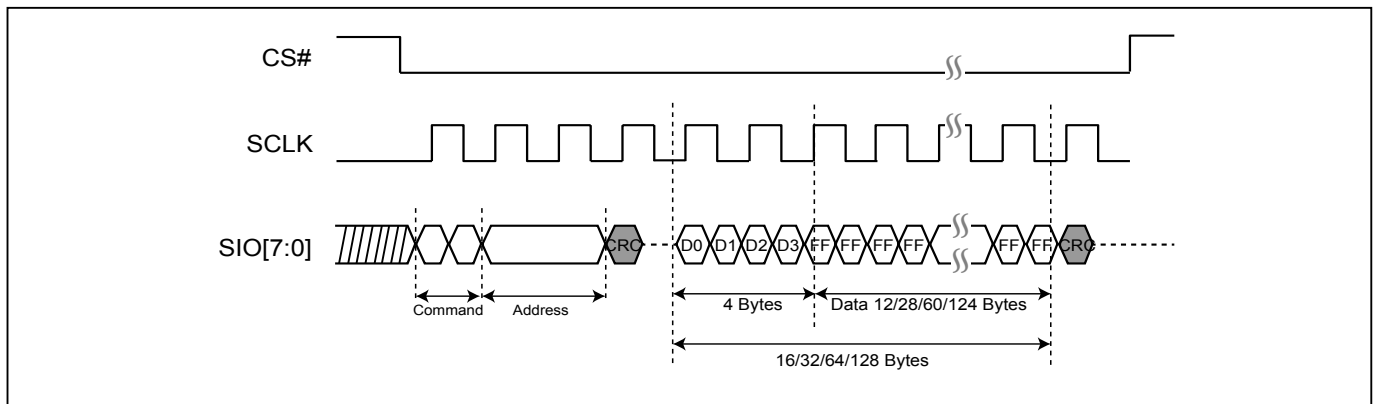 CS#
SCLK
SIO[7:0]
CRC D0 D1 D2 D3 FF FF FF FF FF FF CRC
Command Address 4 Bytes Data 12/28/60/124 Bytes
16/32/64/128 Bytes